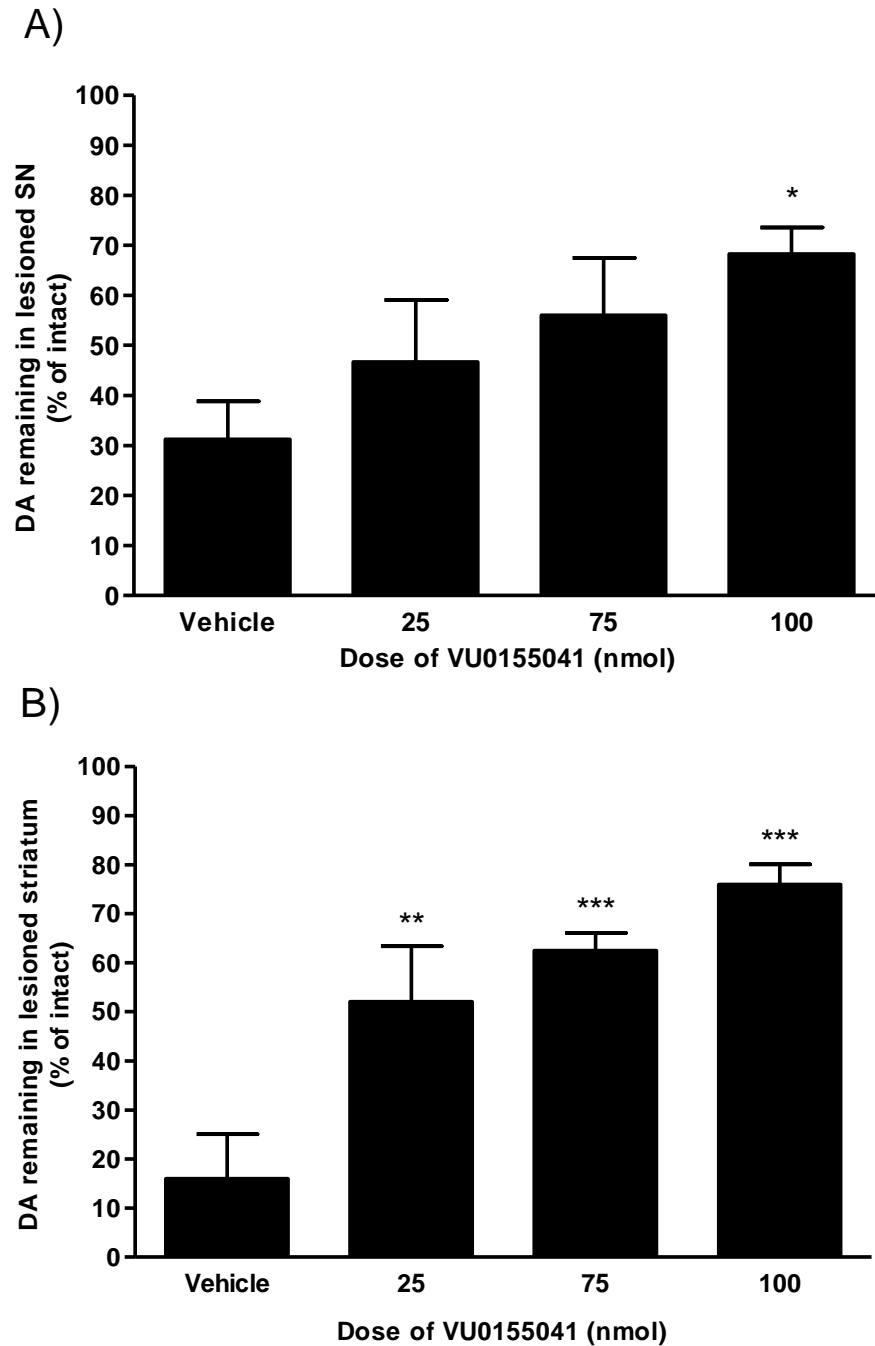 A)
100
90
80
70
60
50
40
30
20
10
0
DA remaining in lesioned SN
(% of intact)
*
Vehicle 25 75 100
Dose of VU0155041 (nmol)
B)
100
90
80
70
60
50
40
30
20
10
0
DA remaining in lesioned striatum
(% of intact)
** *** ***
Vehicle 25 75 100
Dose of VU0155041 (nmol)